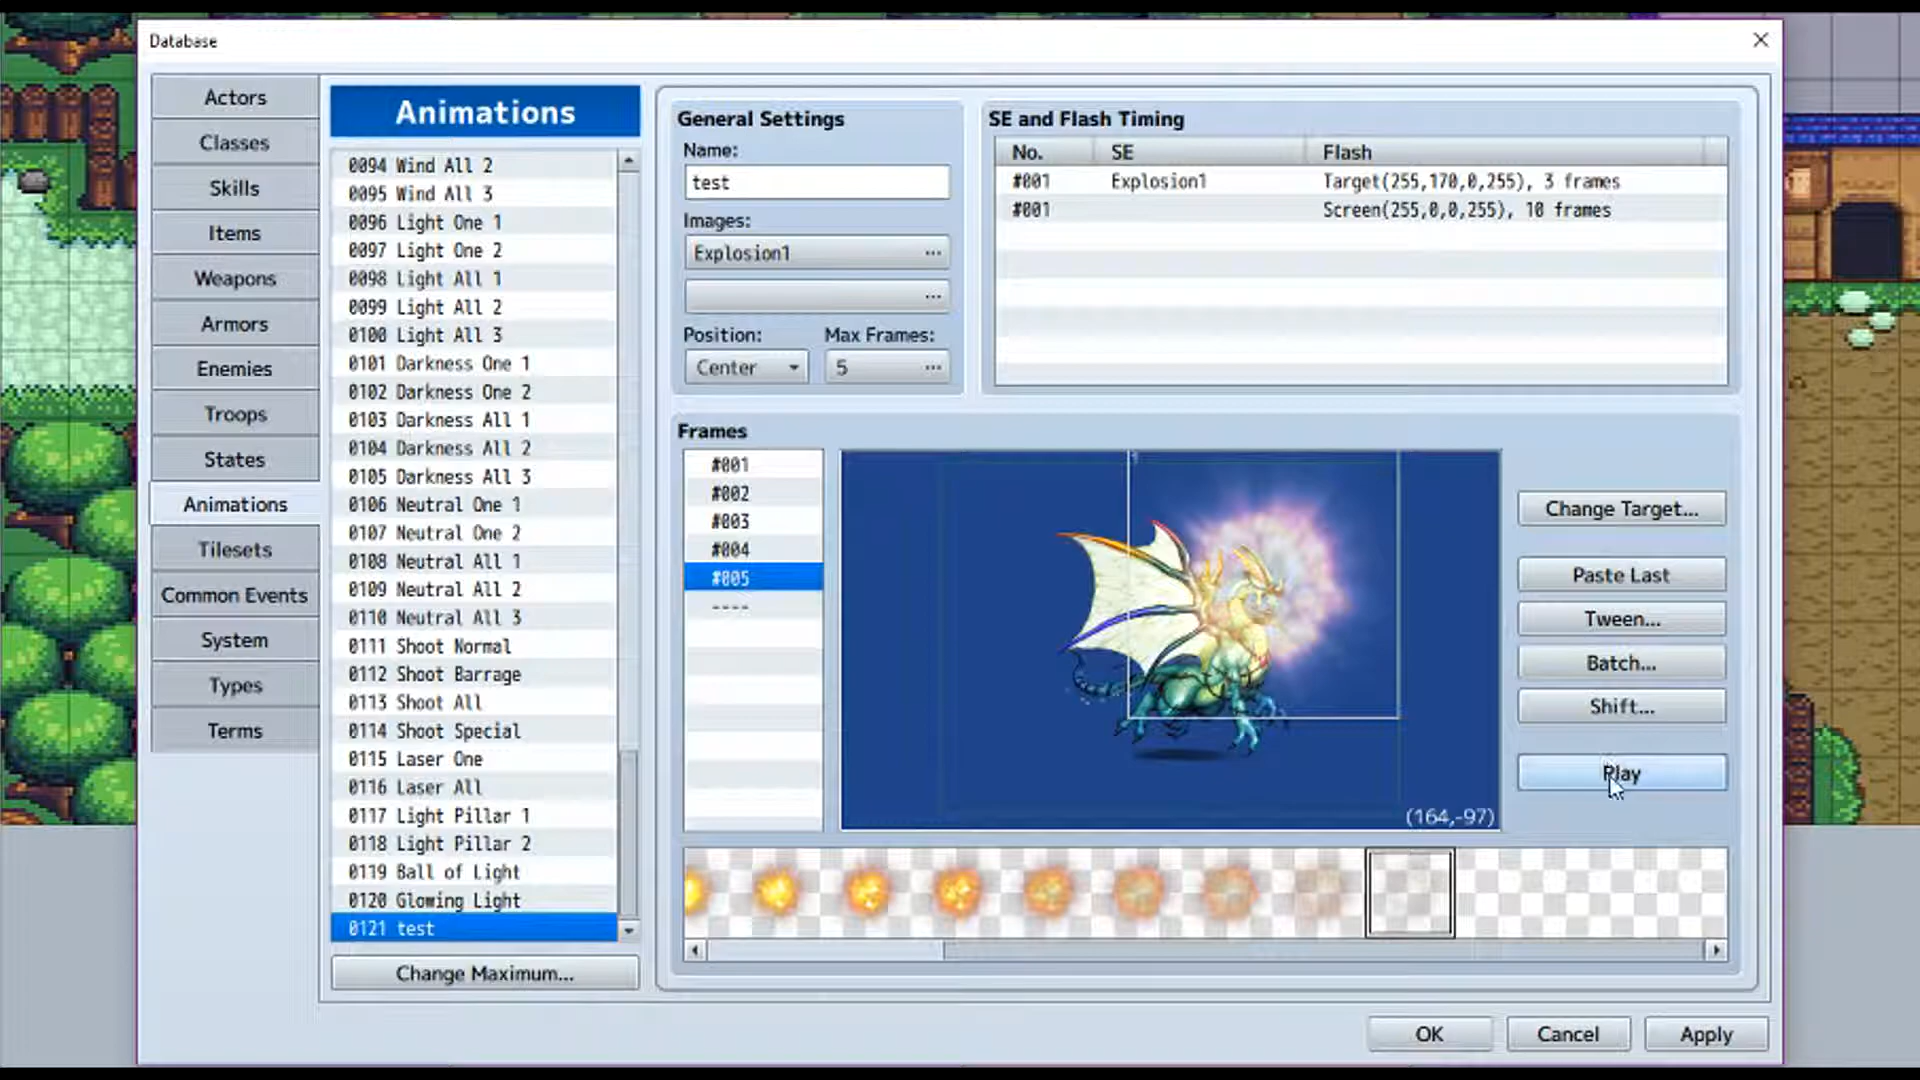 Database
Actors
Classes
Skills
Items
Weapons
Armors
Enemies
Troops
States
Animations
Tilesets
Common Events
System
Types
Terms
Animations
0094 Wind All 2
0095 Wind All 3
0096 Light One 1
0097 Light One 2
0098 Light All 1
0099 Light All 2
0100 Light All 3
0101 Darkness One 1
0102 Darkness One 2
0103 Darkness All 1
0104 Darkness All 2
0105 Darkness All 3
0106 Neutral One 1
0107 Neutral One 2
0108 Neutral All 1
0109 Neutral All 2
0110 Neutral All 3
0111 Shoot Normal
0112 Shoot Barrage
0113 Shoot All
0114 Shoot Special
0115 Laser One
0116 Laser All
0117 Light Pillar 1
0118 Light Pillar 2
0119 Ball of Light
0120 Glowing Light
0121 test
Change Maximum...
General Settings
Name:
test
Images:
Explosion1 ...
...
Position: Max Frames:
Center 5 ...
SE and Flash Timing
No. SE Flash
#001 Explosion1 Target(255,170,0,255), 3 frames
#001 Screen(255,0,0,255), 10 frames
Frames
#001
#002
#003
#004
#005
----
(164,-97)
Change Target...
Paste Last
Tween...
Batch...
Shift...
Play
OK Cancel Apply